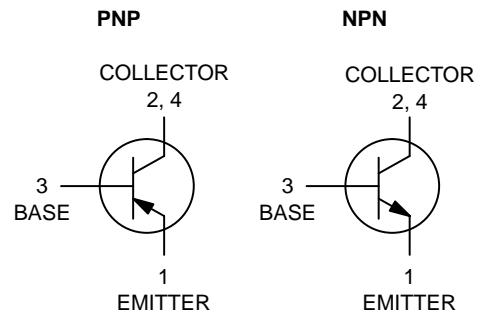 PNP
COLLECTOR
2, 4
3
BASE
1
EMITTER
NPN
COLLECTOR
2, 4
3
BASE
1
EMITTER